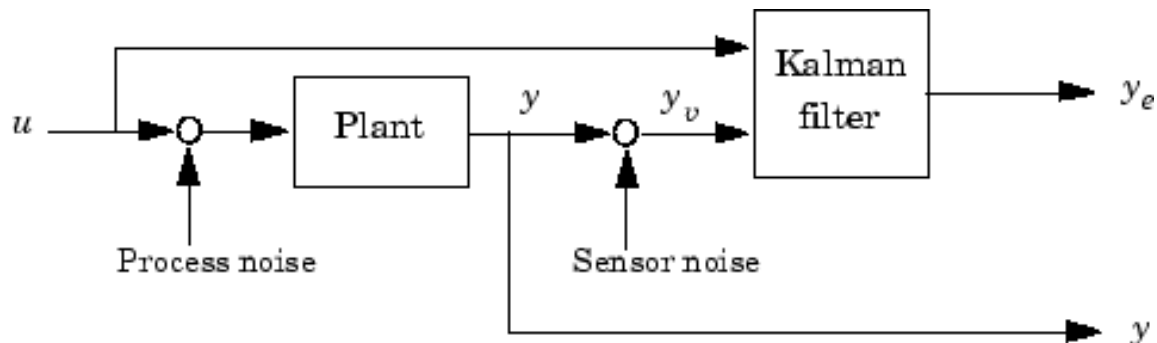 Kalman
filter
y_e
u
Plant
y
y_v
Process noise
Sensor noise
y